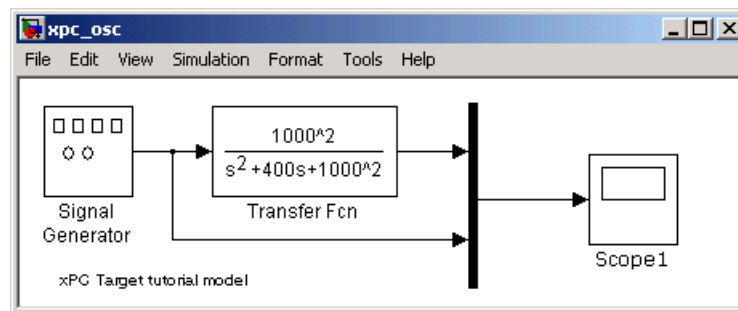 xpc_osc
File Edit View Simulation Format Tools Help
1000^2
s2+400s+1000^2
Signal
Generator
Transfer Fcn
Scope1
xPC Target tutorial model